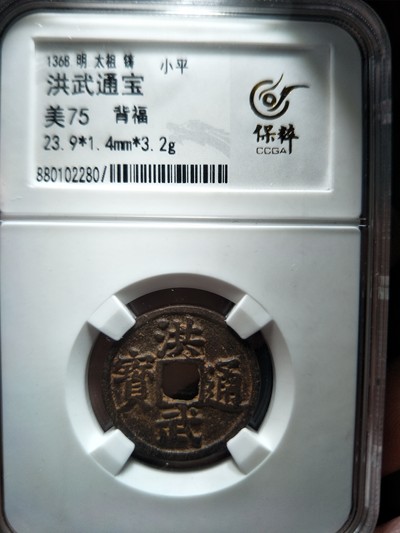 1368 明 太祖 铸 小平
洪武通宝
美75 背福
23.9*1.4mm*3.2g
880102280/
保粹
CCGA
洪武通寳